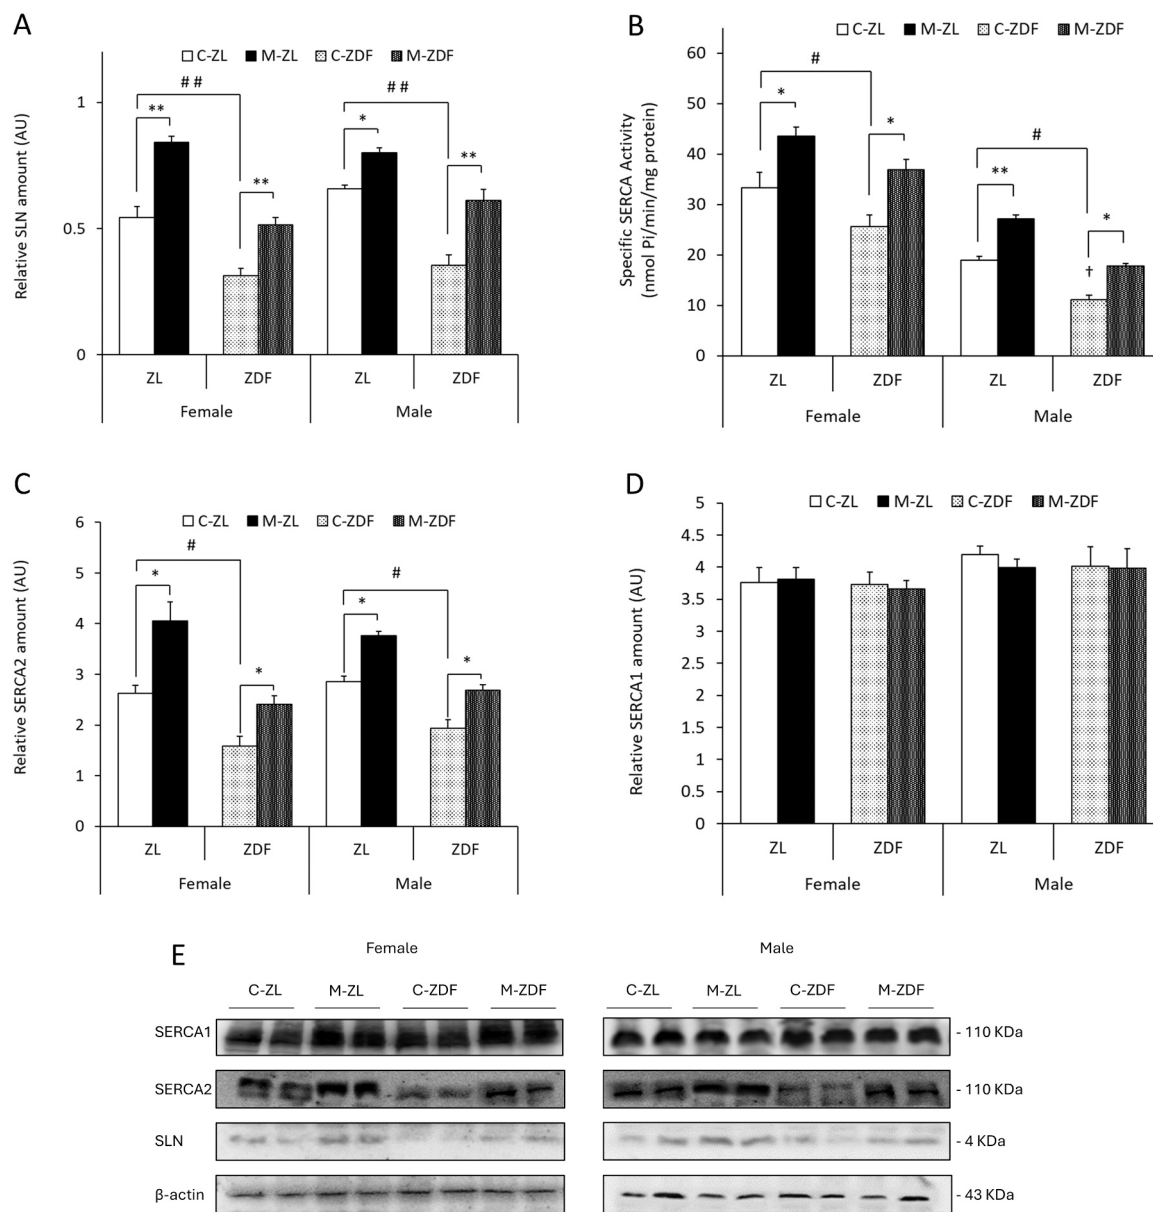 A
C-ZL M-ZL C-ZDF M-ZDF
Relative SLN amount (AU)
1
0.5
0
# #
**
**
# #
*
**
ZL ZDF ZL ZDF
Female Male
B
C-ZL M-ZL C-ZDF M-ZDF
Specific SERCA Activity
(nmol Pi/min/mg protein)
60
50
40
30
20
10
0
#
*
*
#
**
*
†
ZL ZDF ZL ZDF
Female Male
C
C-ZL M-ZL C-ZDF M-ZDF
Relative SERCA2 amount (AU)
6
5
4
3
2
1
0
#
*
*
#
*
*
ZL ZDF ZL ZDF
Female Male
D
C-ZL M-ZL C-ZDF M-ZDF
Relative SERCA1 amount (AU)
5
4.5
4
3.5
3
2.5
2
1.5
1
0.5
0
ZL ZDF ZL ZDF
Female Male
E
Female Male
C-ZL M-ZL C-ZDF M-ZDF C-ZL M-ZL C-ZDF M-ZDF
SERCA1 - 110 KDa
SERCA2 - 110 KDa
SLN - 4 KDa
β-actin - 43 KDa